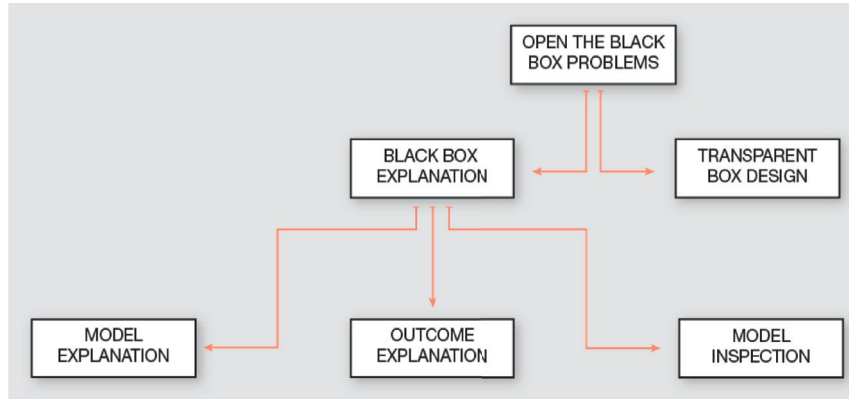 OPEN THE BLACK
BOX PROBLEMS
BLACK BOX
EXPLANATION
TRANSPARENT
BOX DESIGN
MODEL
EXPLANATION
OUTCOME
EXPLANATION
MODEL
INSPECTION